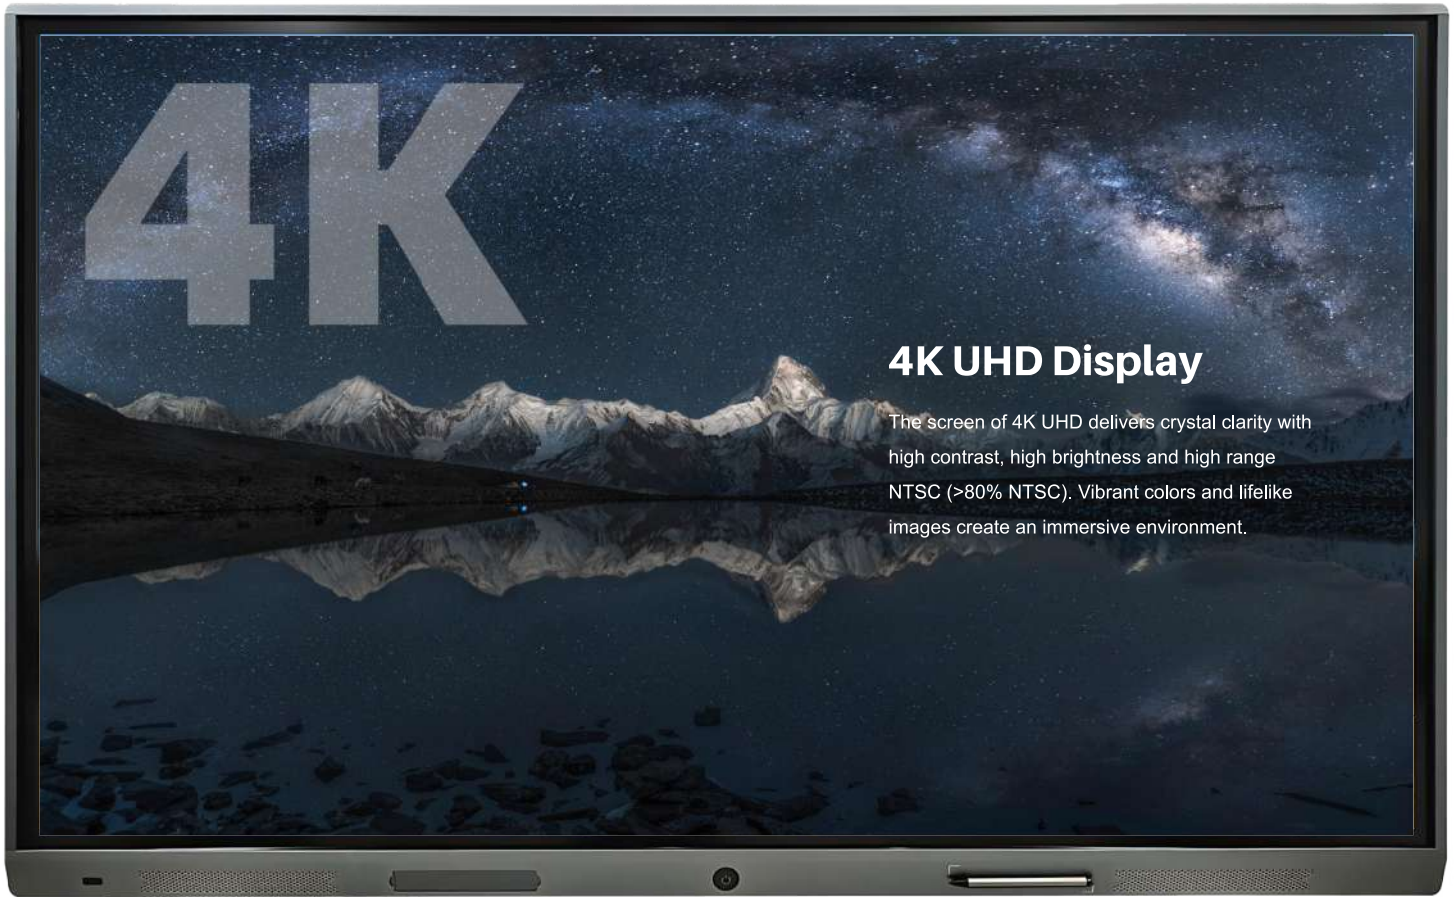 4K
4K UHD Display
The screen of 4K UHD delivers crystal clarity with
high contrast, high brightness and high range
NTSC (>80% NTSC). Vibrant colors and lifelike
images create an immersive environment.